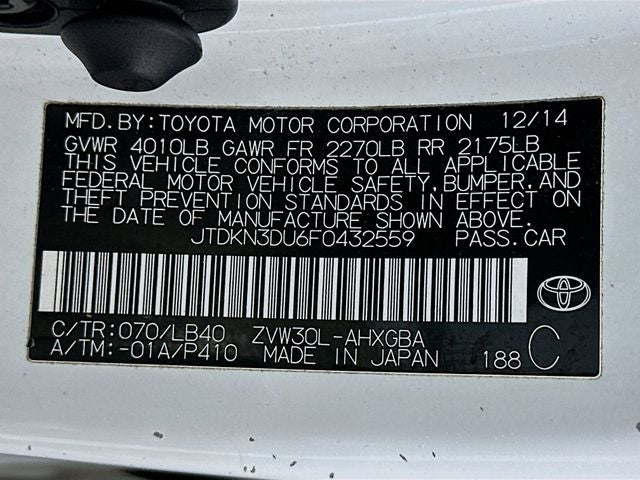 MFD.BY:TOYOTA MOTOR CORPORATION 12/14
GVWR 4010LB GAWR FR 2270LB RR 2175LB
THIS VEHICLE CONFORMS TO ALL APPLICABLE
FEDERAL MOTOR VEHICLE SAFETY,BUMPER,AND
THEFT PREVENTION STANDARDS IN EFFECT ON
THE DATE OF MANUFACTURE SHOWN ABOVE.
JTDKN3DU6F0432559 PASS.CAR
C/TR:070/LB40 ZVW30L-AHXGBA
A/TM:-01A/P410 MADE IN JAPAN 188 C